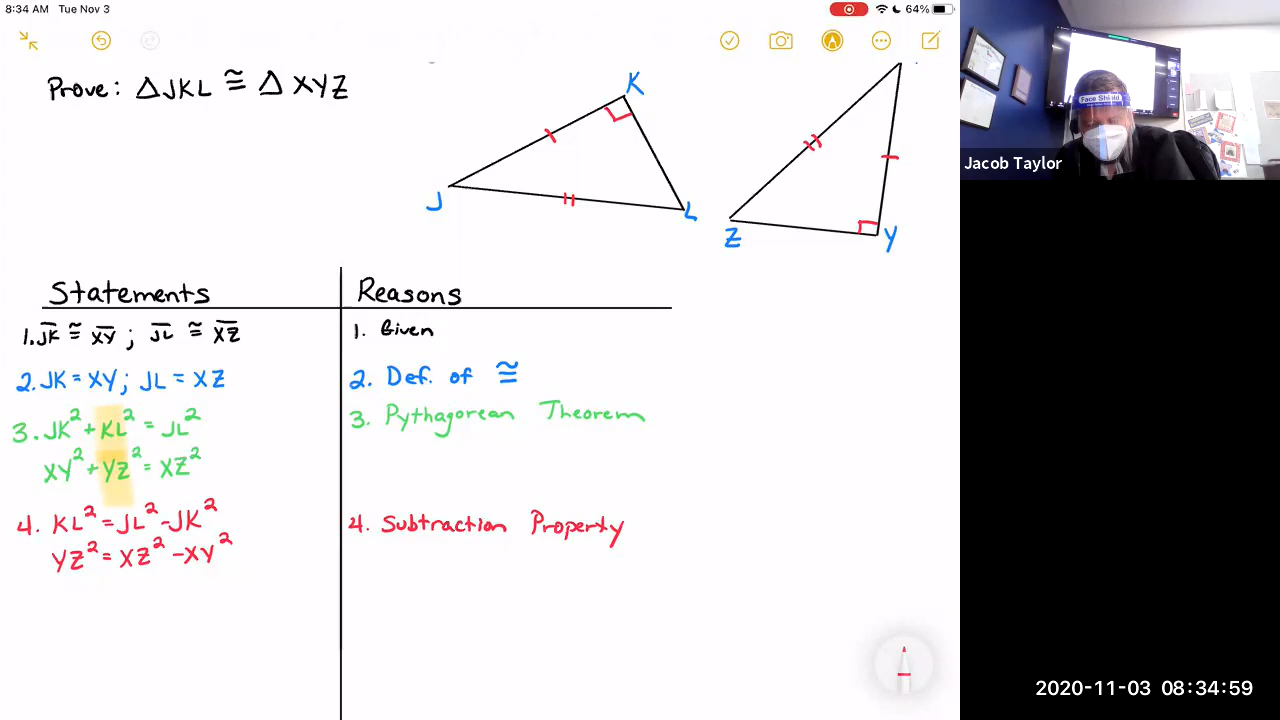 8:34 AM Tue Nov 3
64%
Prove: ΔJKL ≅ Δ XYZ
K
J
L
Z
Y
Face Shield
Jacob Taylor
Statements
Reasons
1. JK ≅ XY ; JL ≅ XZ
1. Given
2. JK = XY; JL = XZ
2. Def. of ≅
3. JK² + KL² = JL²
3. Pythagorean Theorem
XY² + YZ² = XZ²
4. KL² = JL² - JK²
4. Subtraction Property
YZ² = XZ² - XY²
2020-11-03 08:34:59